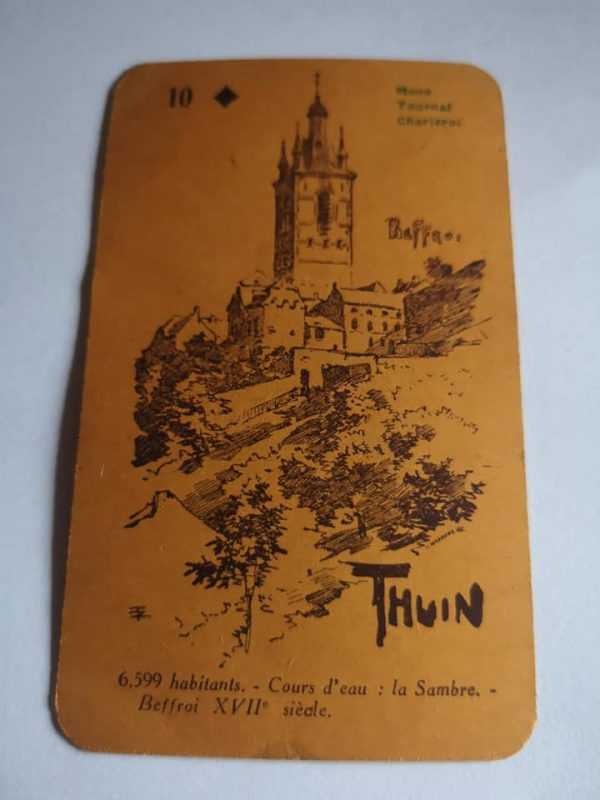 10
Mons
Tournai
Charleroi
Beffroi
THUIN
6,599 habitants. - Cours d'eau : la Sambre. -
Beffroi XVIIe siècle.